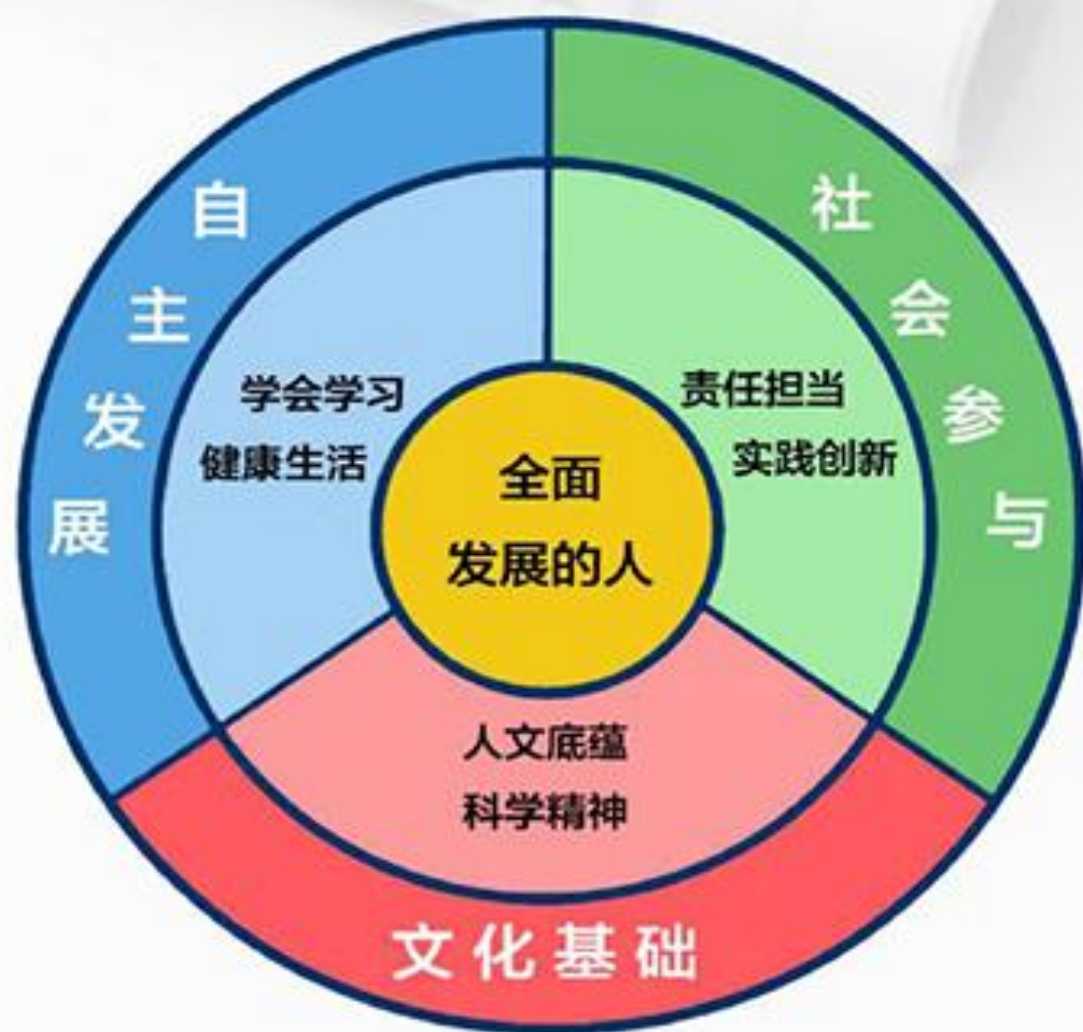 自主发展
社会参与
学会学习
健康生活
责任担当
实践创新
全面
发展的人
人文底蕴
科学精神
文化基础